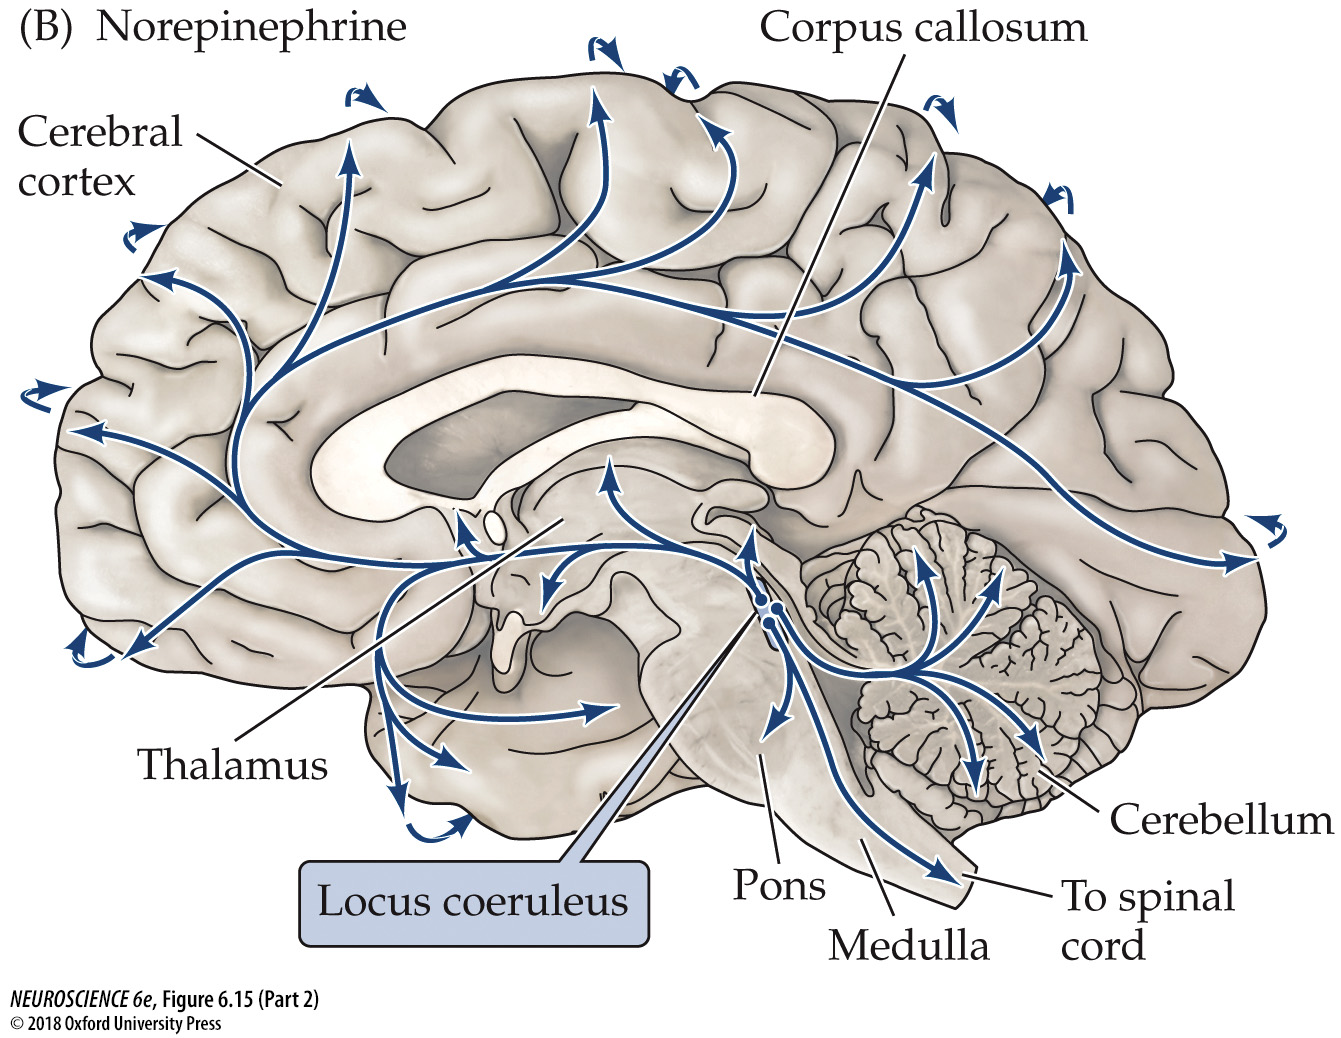 (B) Norepinephrine
Corpus callosum
Cerebral
cortex
Thalamus
Locus coeruleus
Pons
Medulla
Cerebellum
To spinal
cord
NEUROSCIENCE 6e, Figure 6.15 (Part 2)
© 2018 Oxford University Press